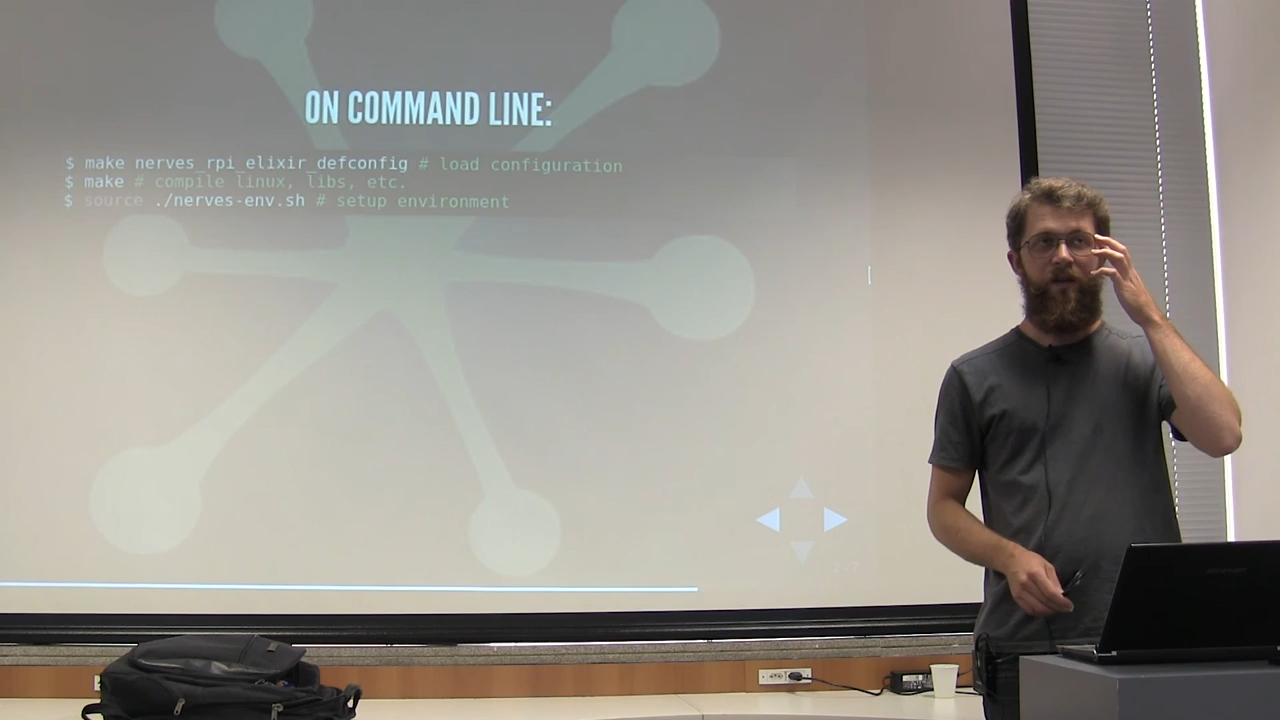 ON COMMAND LINE:
$ make nerves_rpi_elixir_defconfig # load configuration
$ make # compile linux, libs, etc.
$ source ./nerves-env.sh # setup environment